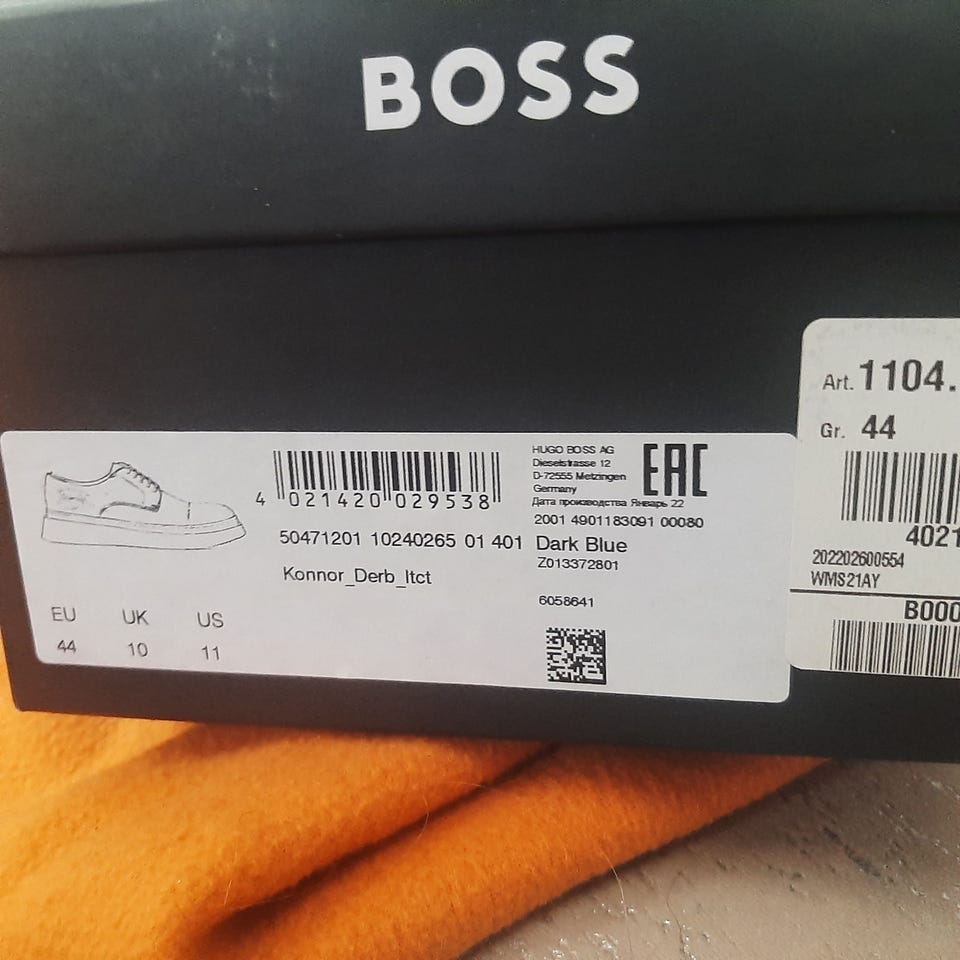 BOSS
4 021420 029538
50471201 10240265 01 401
Konnor_Derb_ltct
EU UK US
44 10 11
HUGO BOSS AG
Dieselstrasse 12
D-72555 Metzingen
Germany
Дата производства Январь 22
EAC
2001 4901183091 00080
Dark Blue
Z013372801
6058641
Art. 1104.
Gr. 44
4021
202202600554
WMS21AY
B000